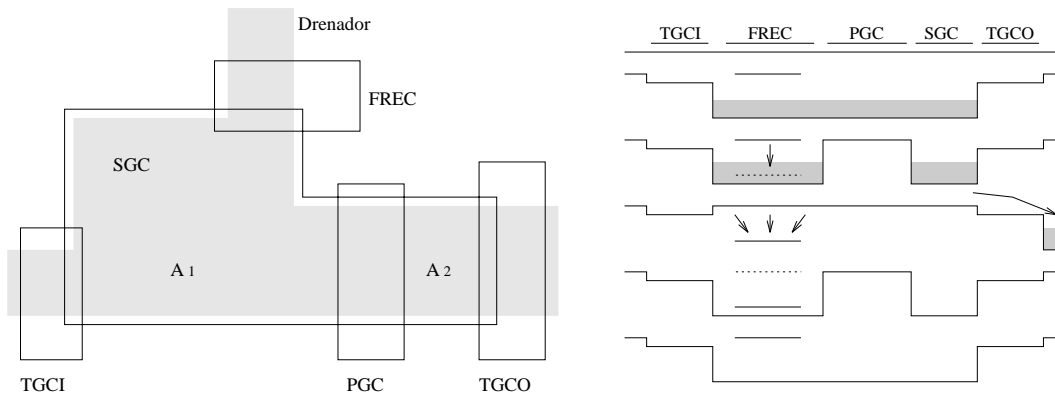 Drenador
FREC
SGC
A 1
A 2
TGCI
PGC
TGCO
TGCI FREC PGC SGC TGCO